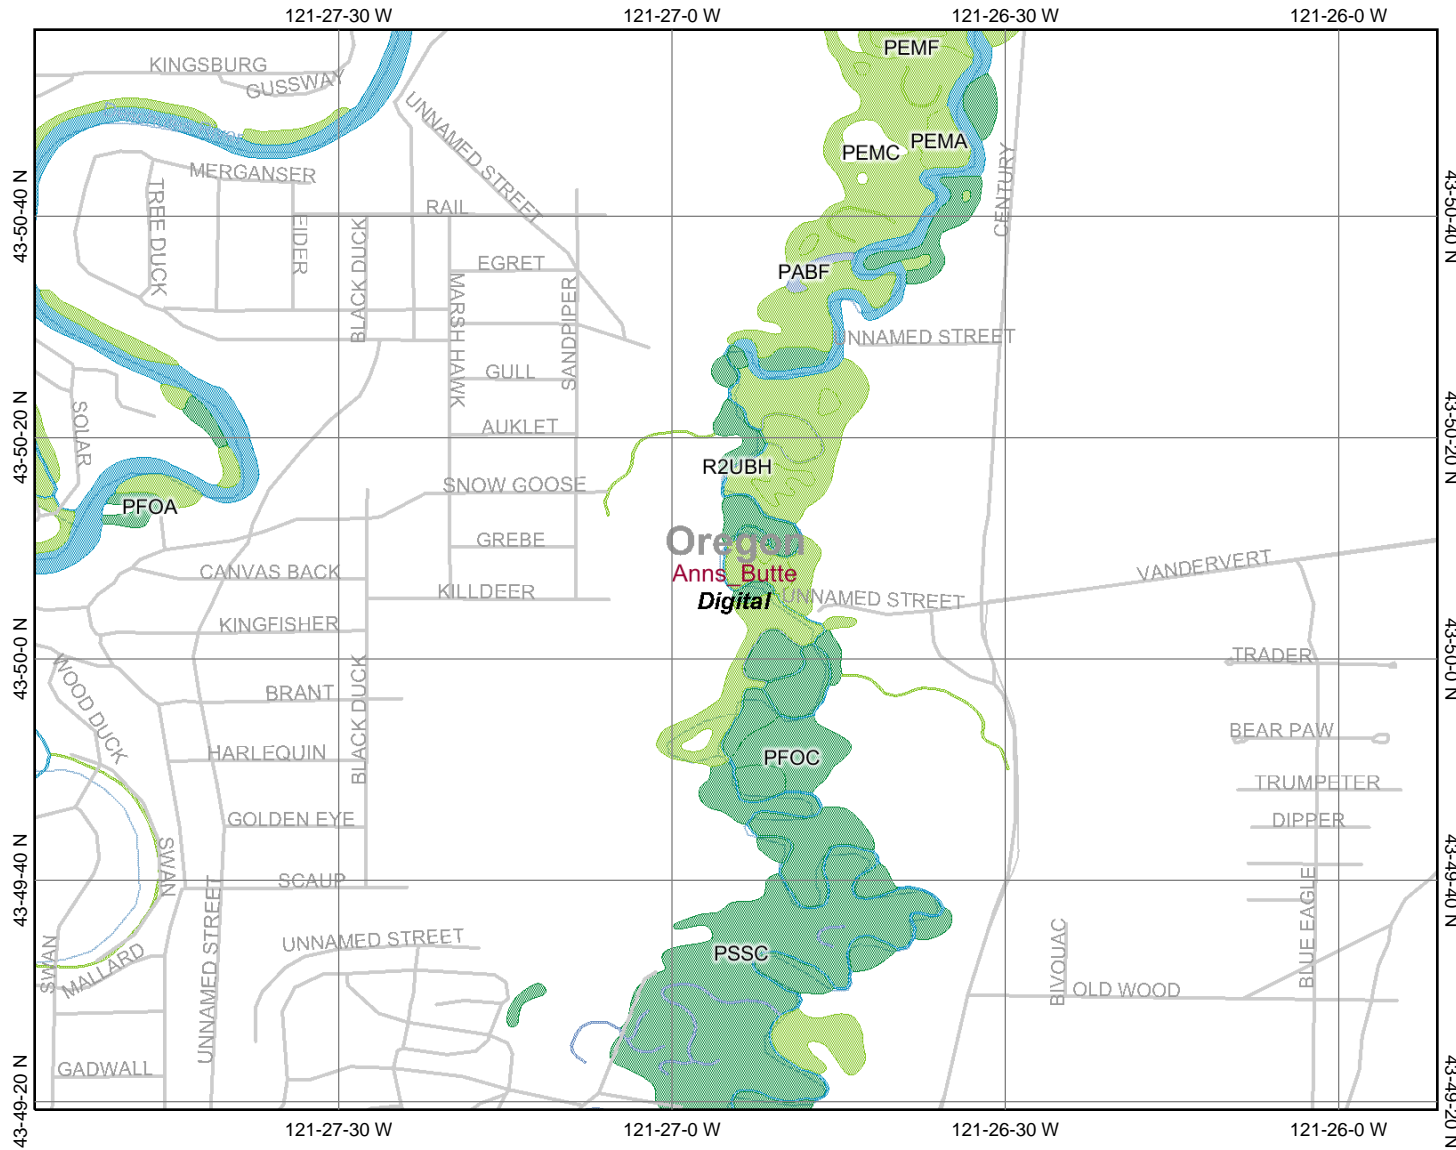 121-27-30 W
121-27-0 W
121-26-30 W
121-26-0 W
KINGSBURG
GUSSWAY
PEMF
UNNAMED STREET
PEMA
PEMC
CENTURY
MERGANSER
TREE DUCK
43-50-40 N
43-50-40 N
RAIL
EIDER
BLACK DUCK
EGRET
PABF
MARSH HAWK
SANDPIPER
UNNAMED STREET
GULL
SOLAR
AUKLET
43-50-20 N
43-50-20 N
R2UBH
SNOW GOOSE
PFOA
GREBE
Oregon
Anns_Butte
Digital
CANVAS BACK
KILLDEER
UNNAMED STREET
VANDERVERT
KINGFISHER
43-50-0 N
43-50-0 N
WOOD DUCK
TRADER
BRANT
BLACK DUCK
BEAR PAW
HARLEQUIN
PFOC
TRUMPETER
GOLDEN EYE
DIPPER
SWAN
43-49-40 N
43-49-40 N
SCAUP
UNNAMED STREET
BLUE EAGLE
UNNAMED STREET
SWAN
MALLARD
PSSC
BIVOUAC
OLD WOOD
GADWALL
43-49-20 N
43-49-20 N
121-27-30 W
121-27-0 W
121-26-30 W
121-26-0 W